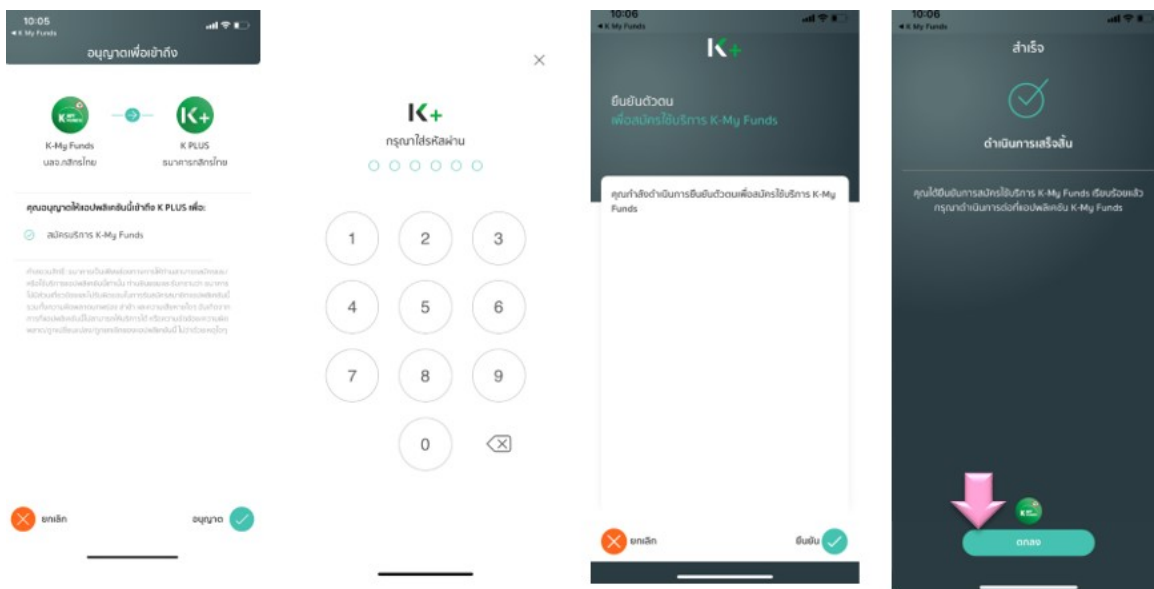 10:05
◀ K My Funds
อนุญาตเพื่อเข้าถึง
K-My Funds
บลจ.กสิกรไทย
K+
K PLUS
ธนาคารกสิกรไทย
คุณอนุญาตให้แอปพลิเคชันนี้เข้าถึง K PLUS เพื่อ:
สมัครบริการ K-My Funds
ยกเลิก
อนุญาต
K+
กรุณาใส่รหัสผ่าน
1 2 3
4 5 6
7 8 9
0
10:06
◀ K My Funds
K+
ยืนยันตัวตน
เพื่อสมัครใช้บริการ K-My Funds
คุณกำลังดำเนินการยืนยันตัวตนเพื่อสมัครใช้บริการ K-My
Funds
ยกเลิก
ยืนยัน
10:06
◀ K My Funds
สำเร็จ
ดำเนินการเสร็จสิ้น
คุณได้ยืนยันการสมัครใช้บริการ K-My Funds เรียบร้อยแล้ว
กรุณาดำเนินการต่อที่แอปพลิเคชัน K-My Funds
ตกลง